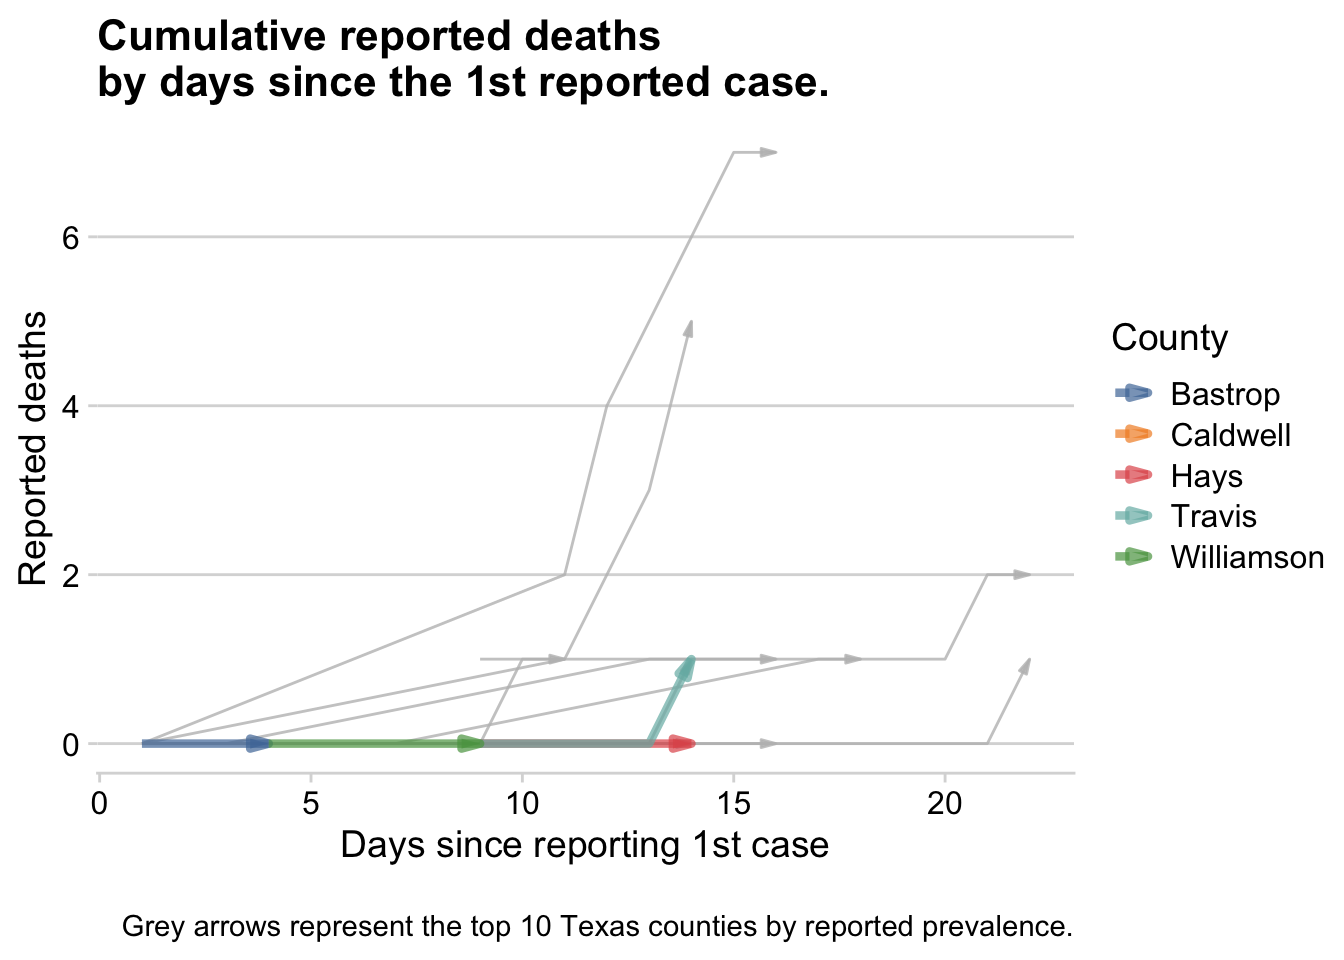 Cumulative reported deaths
by days since the 1st reported case.
Reported deaths
6
4
2
0
0 5 10 15 20
Days since reporting 1st case
County
Bastrop
Caldwell
Hays
Travis
Williamson
Grey arrows represent the top 10 Texas counties by reported prevalence.